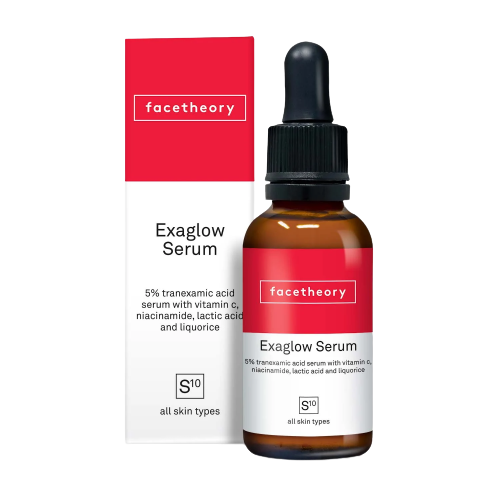 facetheory
Exaglow
Serum
5% tranexamic acid
serum with vitamin c,
niacinamide, lactic acid
and liquorice
S10
all skin types
facetheory
Exaglow Serum
5% tranexamic acid serum with vitamin c,
niacinamide, lactic acid and liquorice
S10
all skin types